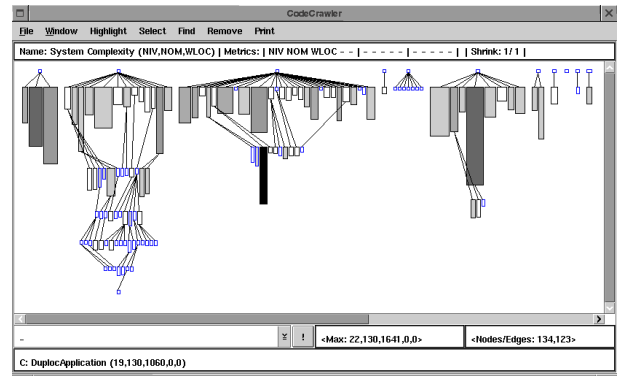 CodeCrawler
File Window Highlight Select Find Remove Print
Name: System Complexity (NIV,NOM,WLOC) | Metrics: | NIV NOM WLOC - - | - - - - - | - - - - - | | Shrink: 1/ 1 |
- ! <Max: 22,130,1641,0,0> <Nodes/Edges: 134,123>
C: DuplocApplication (19,130,1060,0,0)